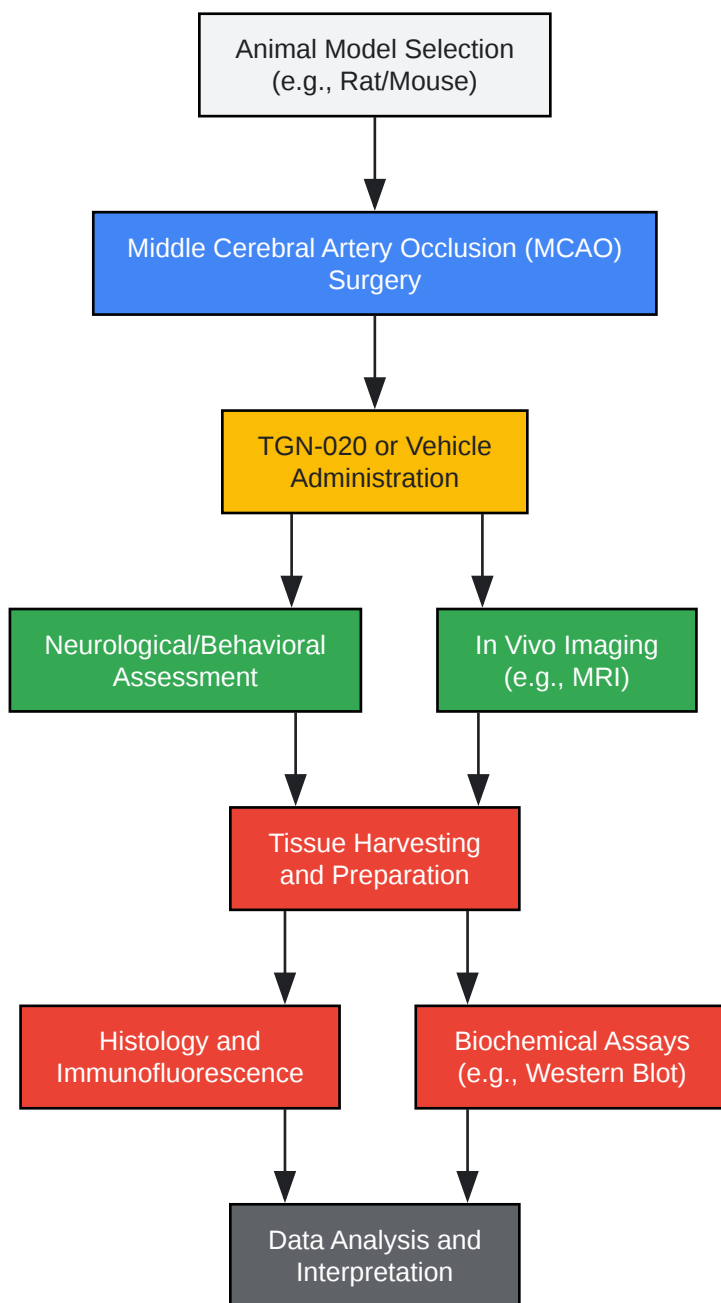 Animal Model Selection
(e.g., Rat/Mouse)
Middle Cerebral Artery Occlusion (MCAO)
Surgery
TGN-020 or Vehicle
Administration
Neurological/Behavioral
Assessment
In Vivo Imaging
(e.g., MRI)
Tissue Harvesting
and Preparation
Histology and
Immunofluorescence
Biochemical Assays
(e.g., Western Blot)
Data Analysis and
Interpretation